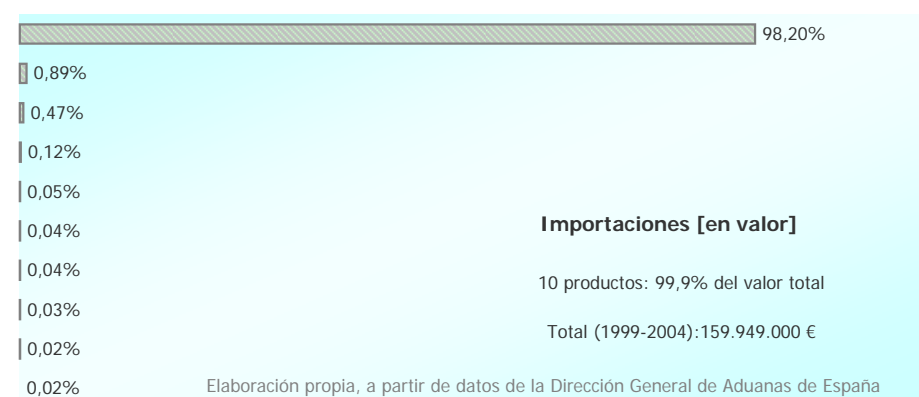 98,20%
0,89%
0,47%
0,12%
0,05%
0,04%
Importaciones [en valor]
0,04%
10 productos: 99,9% del valor total
0,03%
Total (1999-2004):159.949.000 €
0,02%
0,02%
Elaboración propia, a partir de datos de la Dirección General de Aduanas de España